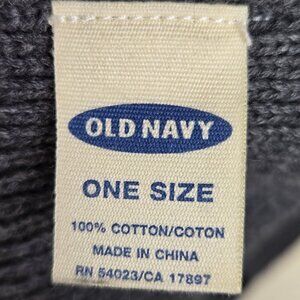 OLD NAVY
ONE SIZE
100% COTTON/COTON
MADE IN CHINA
RN 54023/CA 17897